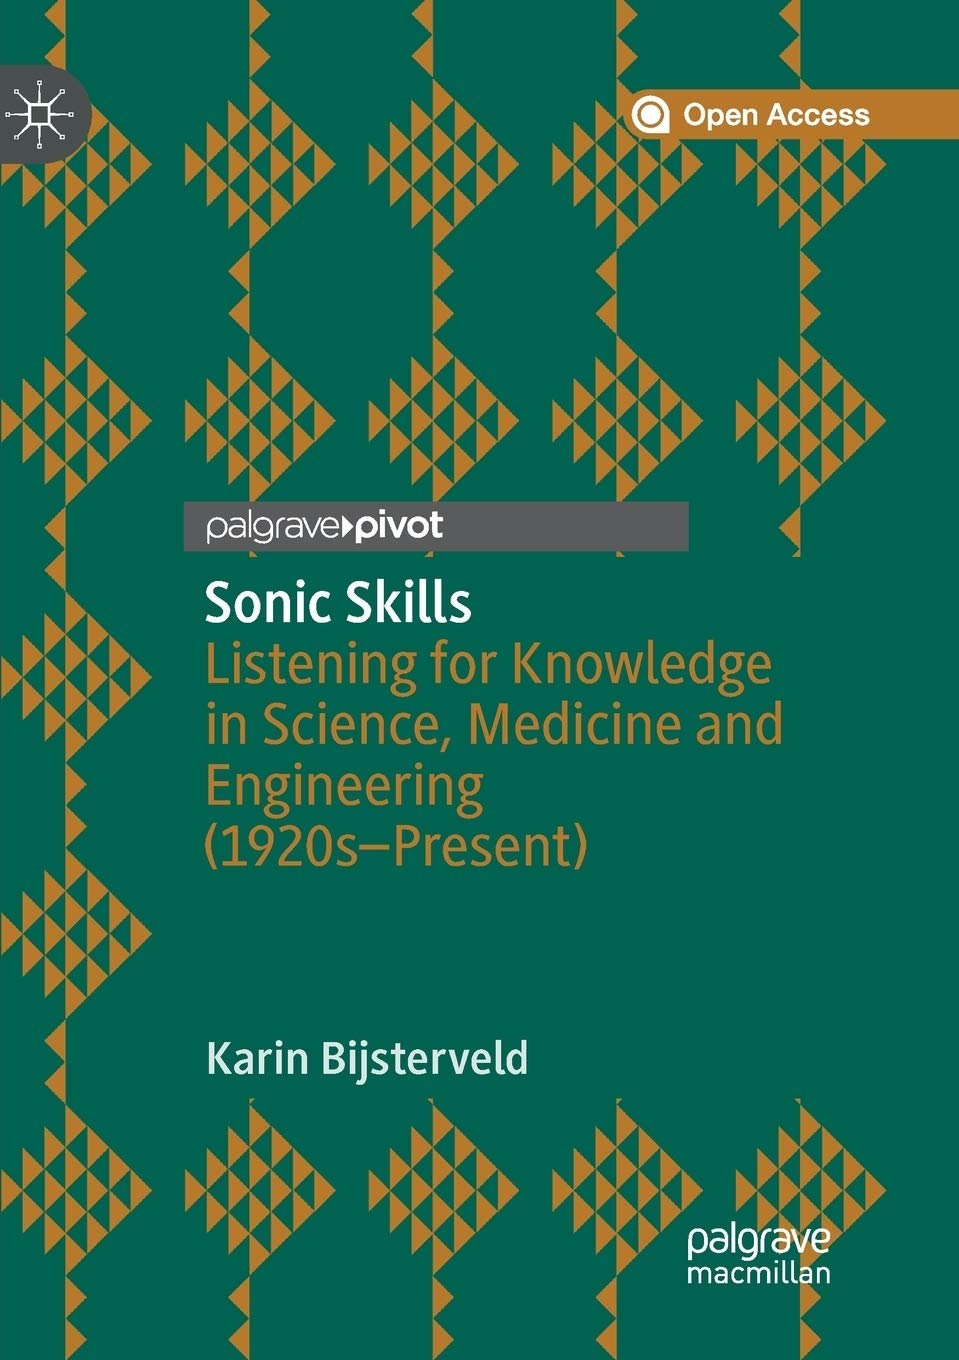 Open Access
palgrave pivot
Sonic Skills
Listening for Knowledge
in Science, Medicine and
Engineering
(1920s–Present)
Karin Bijsterveld
palgrave
macmillan